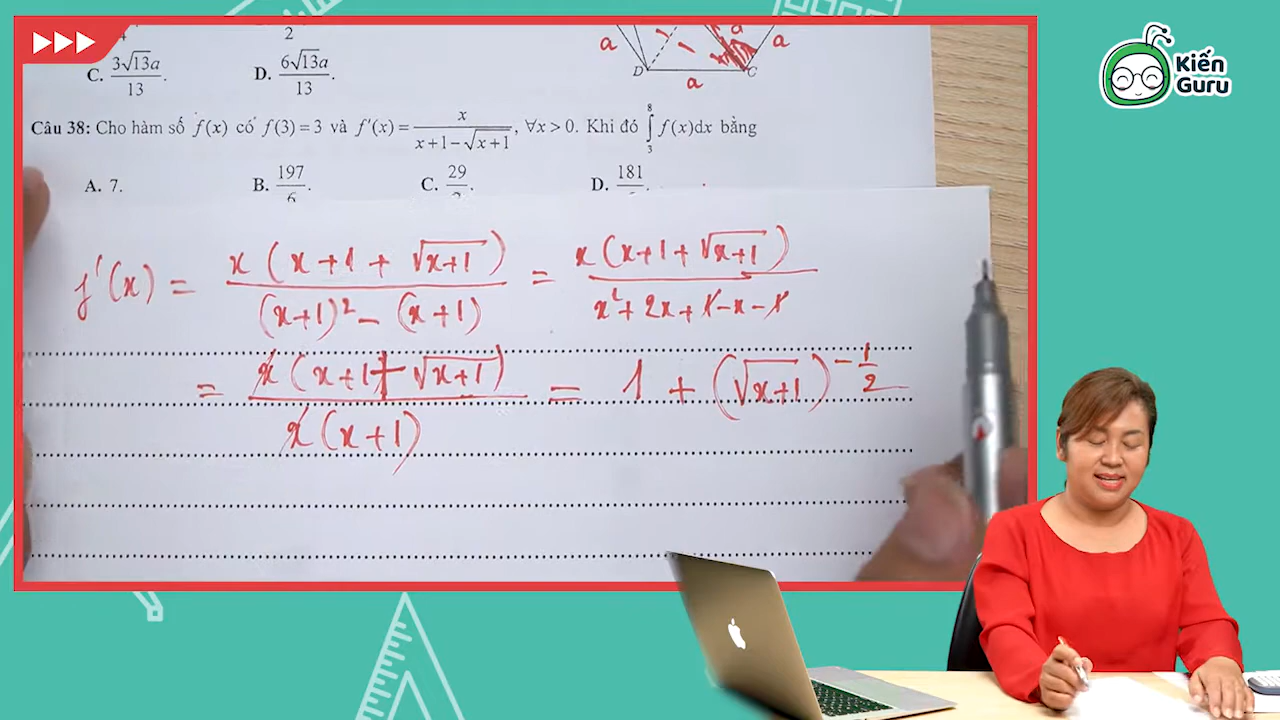 C. 3√13a/13. D. 6√13a/13.
a a a a
D C
Câu 38: Cho hàm số f(x) có f(3) = 3 và f'(x) = x/(x+1-√(x+1)), ∀x > 0. Khi đó ∫₃⁸ f(x)dx bằng
A. 7. B. 197/6. C. 29/ D. 181/
f'(x) = x(x+1+√(x+1))/((x+1)² - (x+1)) = x(x+1+√(x+1))/(x²+2x+1-x-1)
= x(x+1+√(x+1))/(x(x+1)) = 1 + (√(x+1))^(-1/2)
Kiến
Guru